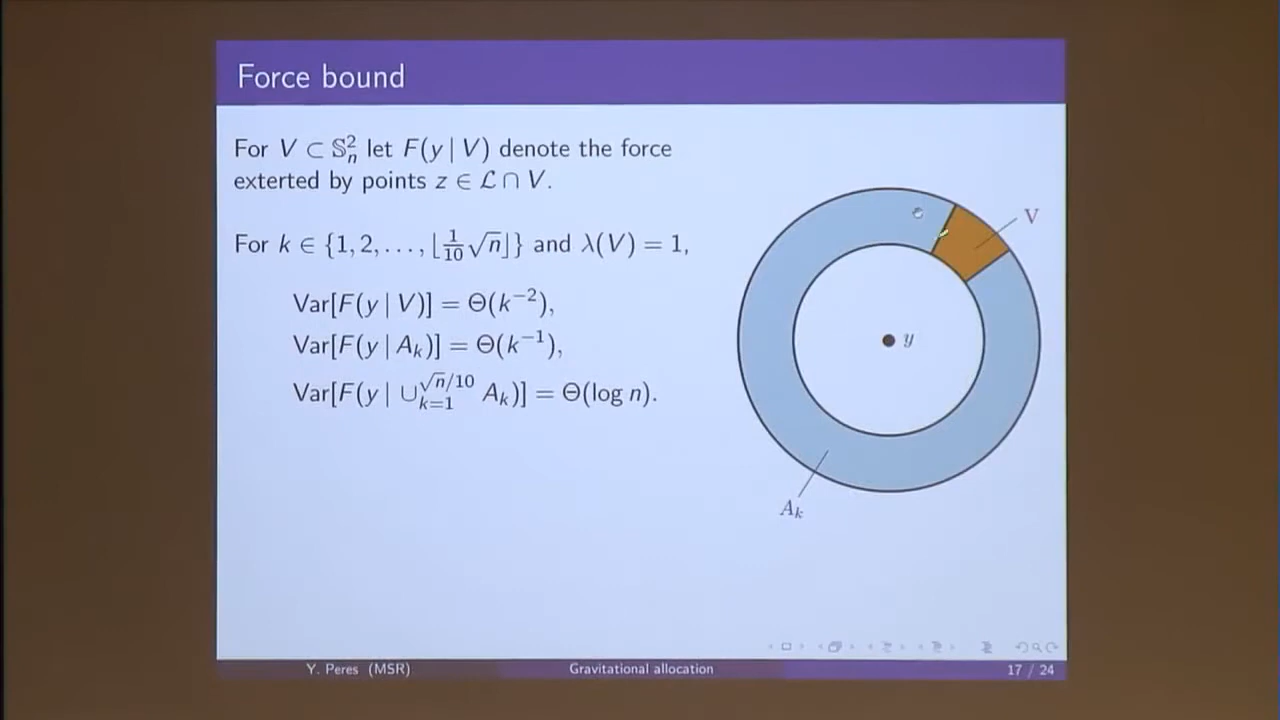 Force bound
For V ⊂ 𝕊²ₙ let F(y | V) denote the force
exterted by points z ∈ ℒ ∩ V.
For k ∈ {1, 2, …, ⌊1/10 √n⌋} and λ(V) = 1,
Var[F(y | V)] = Θ(k⁻²),
Var[F(y | Aₖ)] = Θ(k⁻¹),
Var[F(y | ∪_{k=1}^{√n/10} Aₖ)] = Θ(log n).
V
y
Aₖ
Y. Peres (MSR) Gravitational allocation 17 / 24